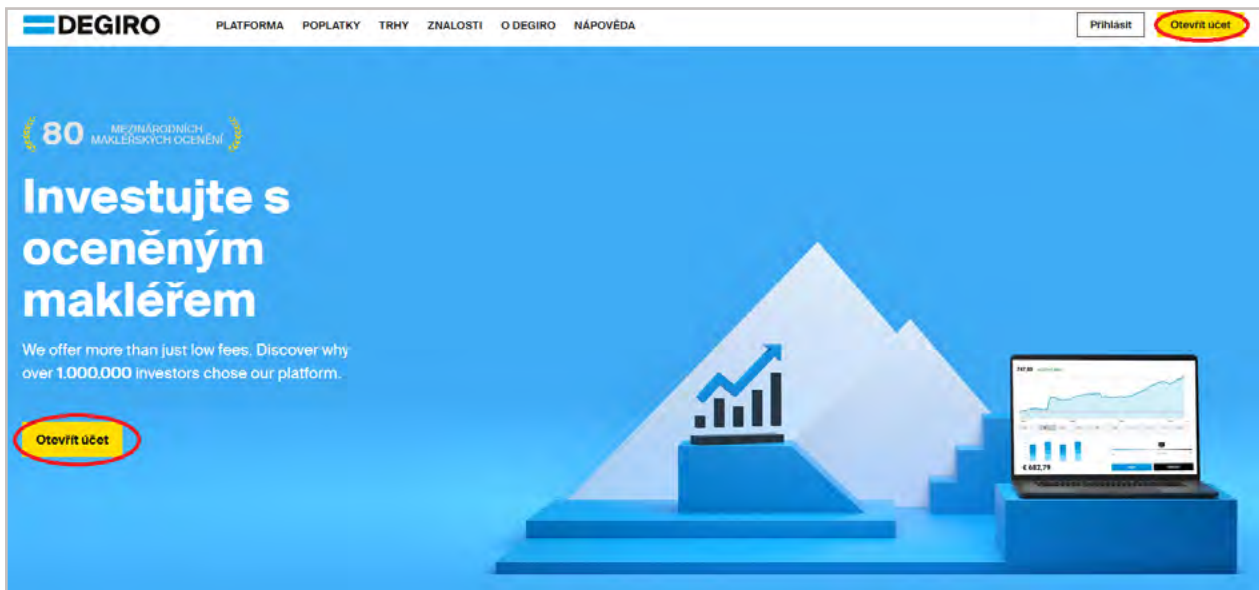 DEGIRO PLATFORMA POPLATKY TRHY ZNALOSTI O DEGIRO NÁPOVĚDA Přihlásit Otevřít účet
80 MEZINÁRODNÍCH
MAKLÉŘSKÝCH OCENĚNÍ
Investujte s
oceněným
makléřem
We offer more than just low fees. Discover why
over 1.000.000 investors chose our platform.
Otevřít účet
€ 682,79